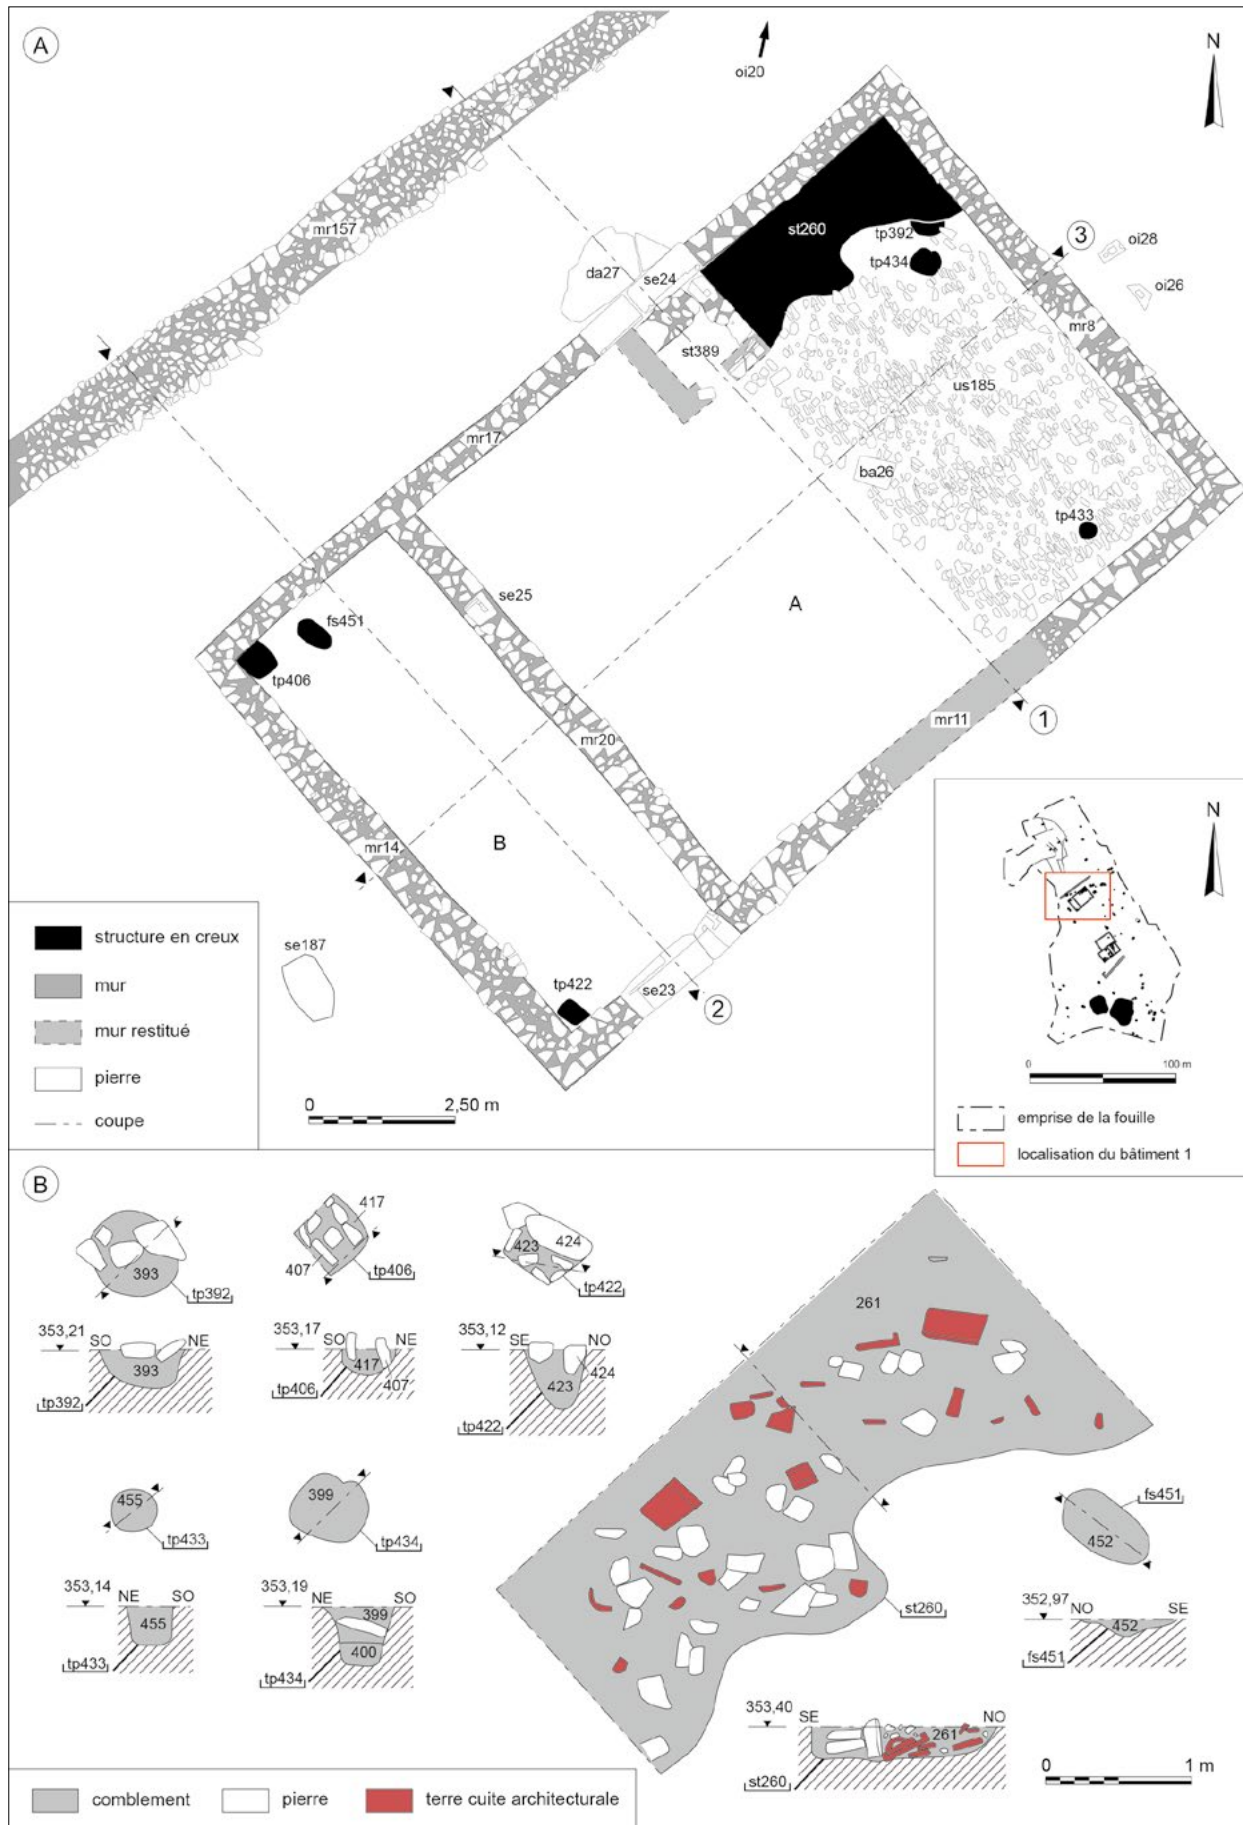 A
oi20
N
mr157
st260
tp392
tp434
3
oi28
oi26
da27
se24
mr8
st389
us185
mr17
ba26
tp433
se25
A
fs451
tp406
mr11
1
mr20
B
mr14
N
structure en creux
se187
tp422
se23
2
mur
mur restitué
pierre
0 2,50 m
coupe
0 100 m
emprise de la fouille
localisation du bâtiment 1
B
417
423 424
393
407
tp406
tp392
tp422
261
353,21
SO NE
353,17
SO NE
353,12
SE NO
393
417
424
407
423
tp392
tp406
tp422
455
399
fs451
tp433
tp434
452
353,14
NE SO
353,19
NE SO
st260
352,97
NO SE
455
399
452
400
tp433
tp434
fs451
353,40
SE NO
261
0 1 m
st260
comblement
pierre
terre cuite architecturale